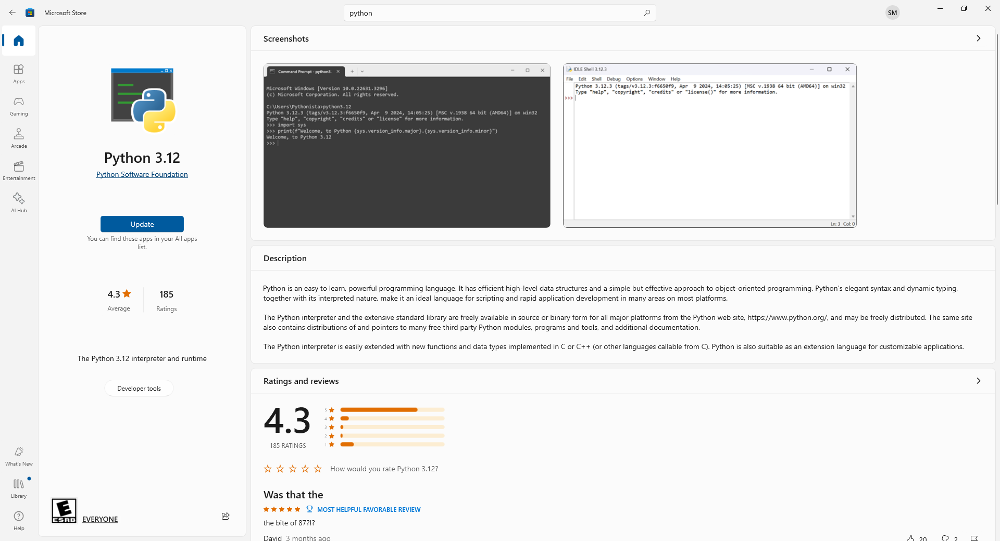 Microsoft Store
python
SM
Apps
Gaming
Arcade
Entertainment
AI Hub
What's New
Library
Help
Python 3.12
Python Software Foundation
Update
You can find these apps in your All apps
list.
4.3
Average
185
Ratings
The Python 3.12 interpreter and runtime
Developer tools
E
ESRB
EVERYONE
Screenshots
Command Prompt - python3.
Microsoft Windows [Version 10.0.22631.3296]
(c) Microsoft Corporation. All rights reserved.
C:\Users\Pythonista>python3.12
Python 3.12.3 (tags/v3.12.3:f6650f9, Apr  9 2024, 14:05:25) [MSC v.1938 64 bit (AMD64)] on win32
Type "help", "copyright", "credits" or "license" for more information.
>>> import sys
>>> print(f"Welcome, to Python {sys.version_info.major}.{sys.version_info.minor}")
Welcome, to Python 3.12
>>>
IDLE Shell 3.12.3
File Edit Shell Debug Options Window Help
Python 3.12.3 (tags/v3.12.3:f6650f9, Apr  9 2024, 14:05:25) [MSC v.1938 64 bit (AMD64)] on win32
Type "help", "copyright", "credits" or "license()" for more information.
>>>
Ln: 3 Col: 0
Description
Python is an easy to learn, powerful programming language. It has efficient high-level data structures and a simple but effective approach to object-oriented programming. Python's elegant syntax and dynamic typing,
together with its interpreted nature, make it an ideal language for scripting and rapid application development in many areas on most platforms.
The Python interpreter and the extensive standard library are freely available in source or binary form for all major platforms from the Python web site, https://www.python.org/, and may be freely distributed. The same site
also contains distributions of and pointers to many free third party Python modules, programs and tools, and additional documentation.
The Python interpreter is easily extended with new functions and data types implemented in C or C++ (or other languages callable from C). Python is also suitable as an extension language for customizable applications.
Ratings and reviews
4.3
185 RATINGS
5
4
3
2
1
How would you rate Python 3.12?
Was that the
MOST HELPFUL FAVORABLE REVIEW
the bite of 87?!?
David 3 months ago
20
2